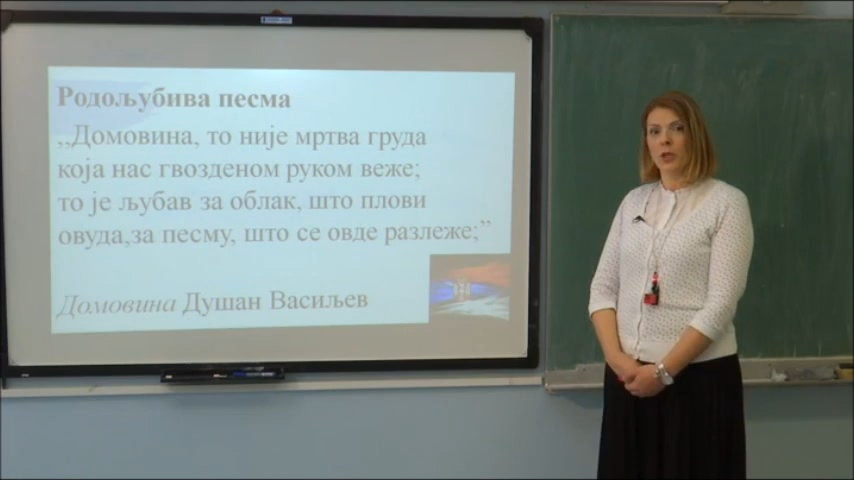 Родољубива песма
,,Домовина, то није мртва груда
која нас гвозденом руком веже;
то је љубав за облак, што плови
овуда,за песму, што се овде разлеже;”
Домовина Душан Васиљев